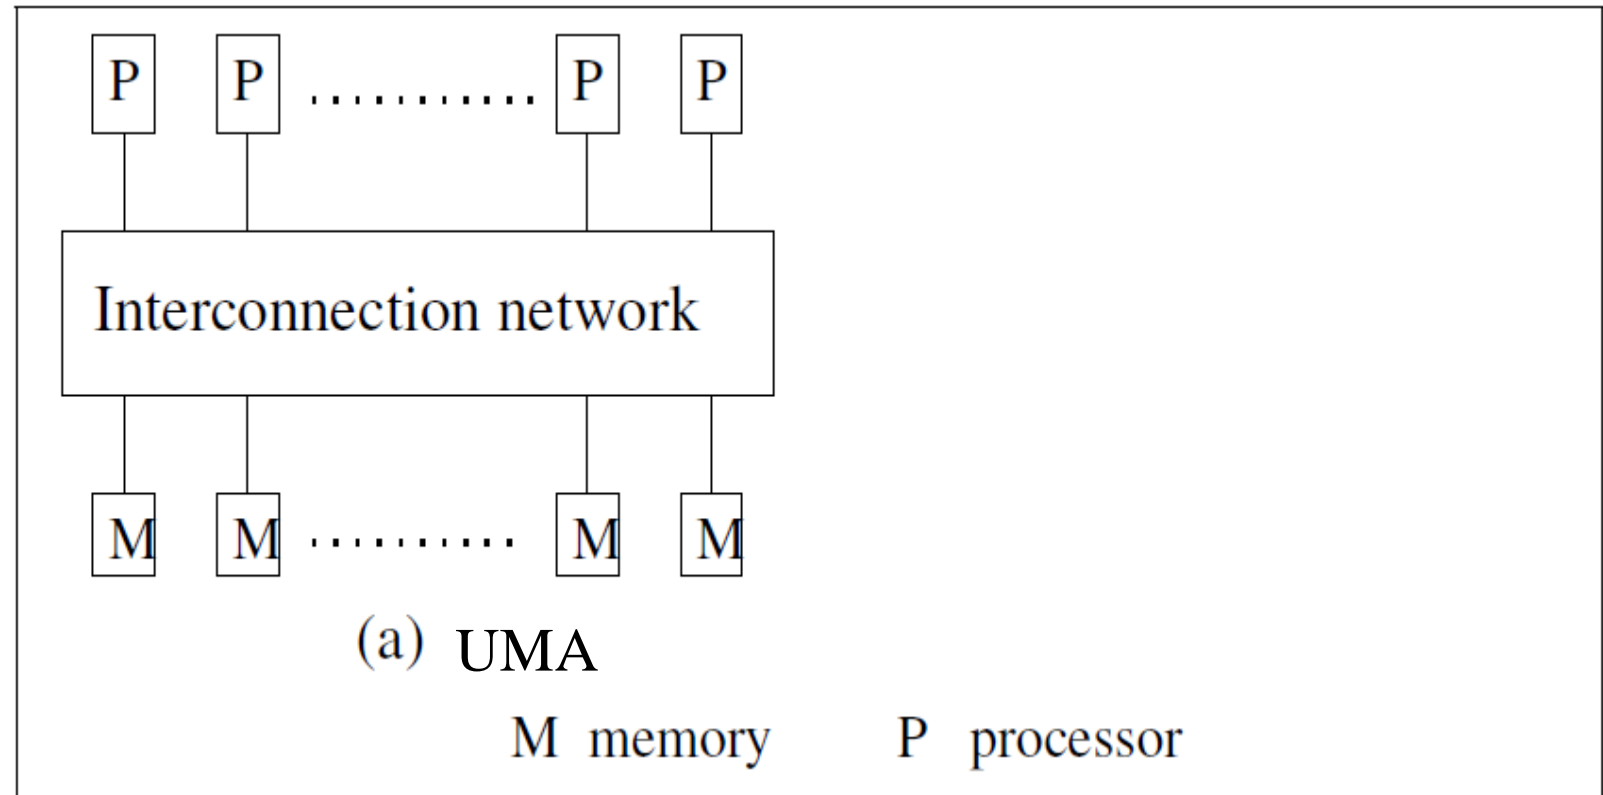 P P ........... P P
Interconnection network
M M .......... M M
(a) UMA
M memory P processor